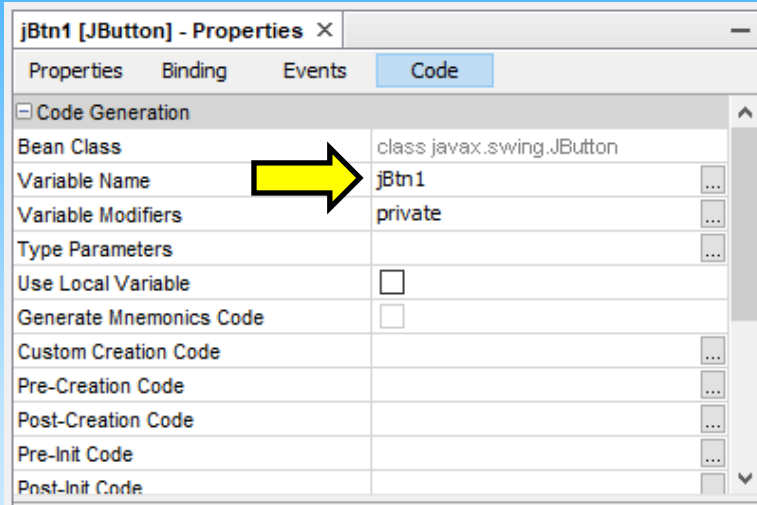 jBtn1 [JButton] - Properties ×
Properties Binding Events Code
Code Generation
Bean Class class javax.swing.JButton
Variable Name jBtn1 ...
Variable Modifiers private ...
Type Parameters ...
Use Local Variable
Generate Mnemonics Code
Custom Creation Code ...
Pre-Creation Code ...
Post-Creation Code ...
Pre-Init Code ...
Post-Init Code ...